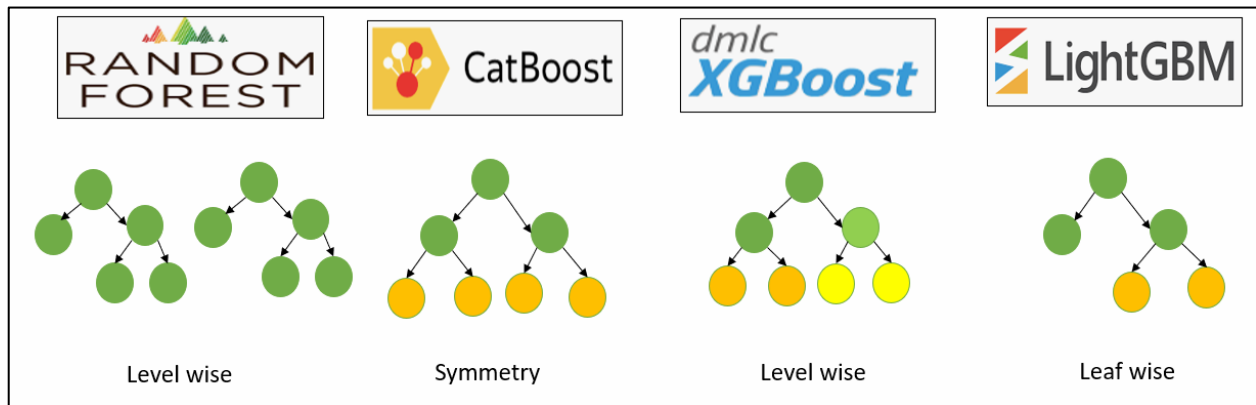 RANDOM
FOREST
CatBoost
dmlc
XGBoost
LightGBM
Level wise
Symmetry
Level wise
Leaf wise